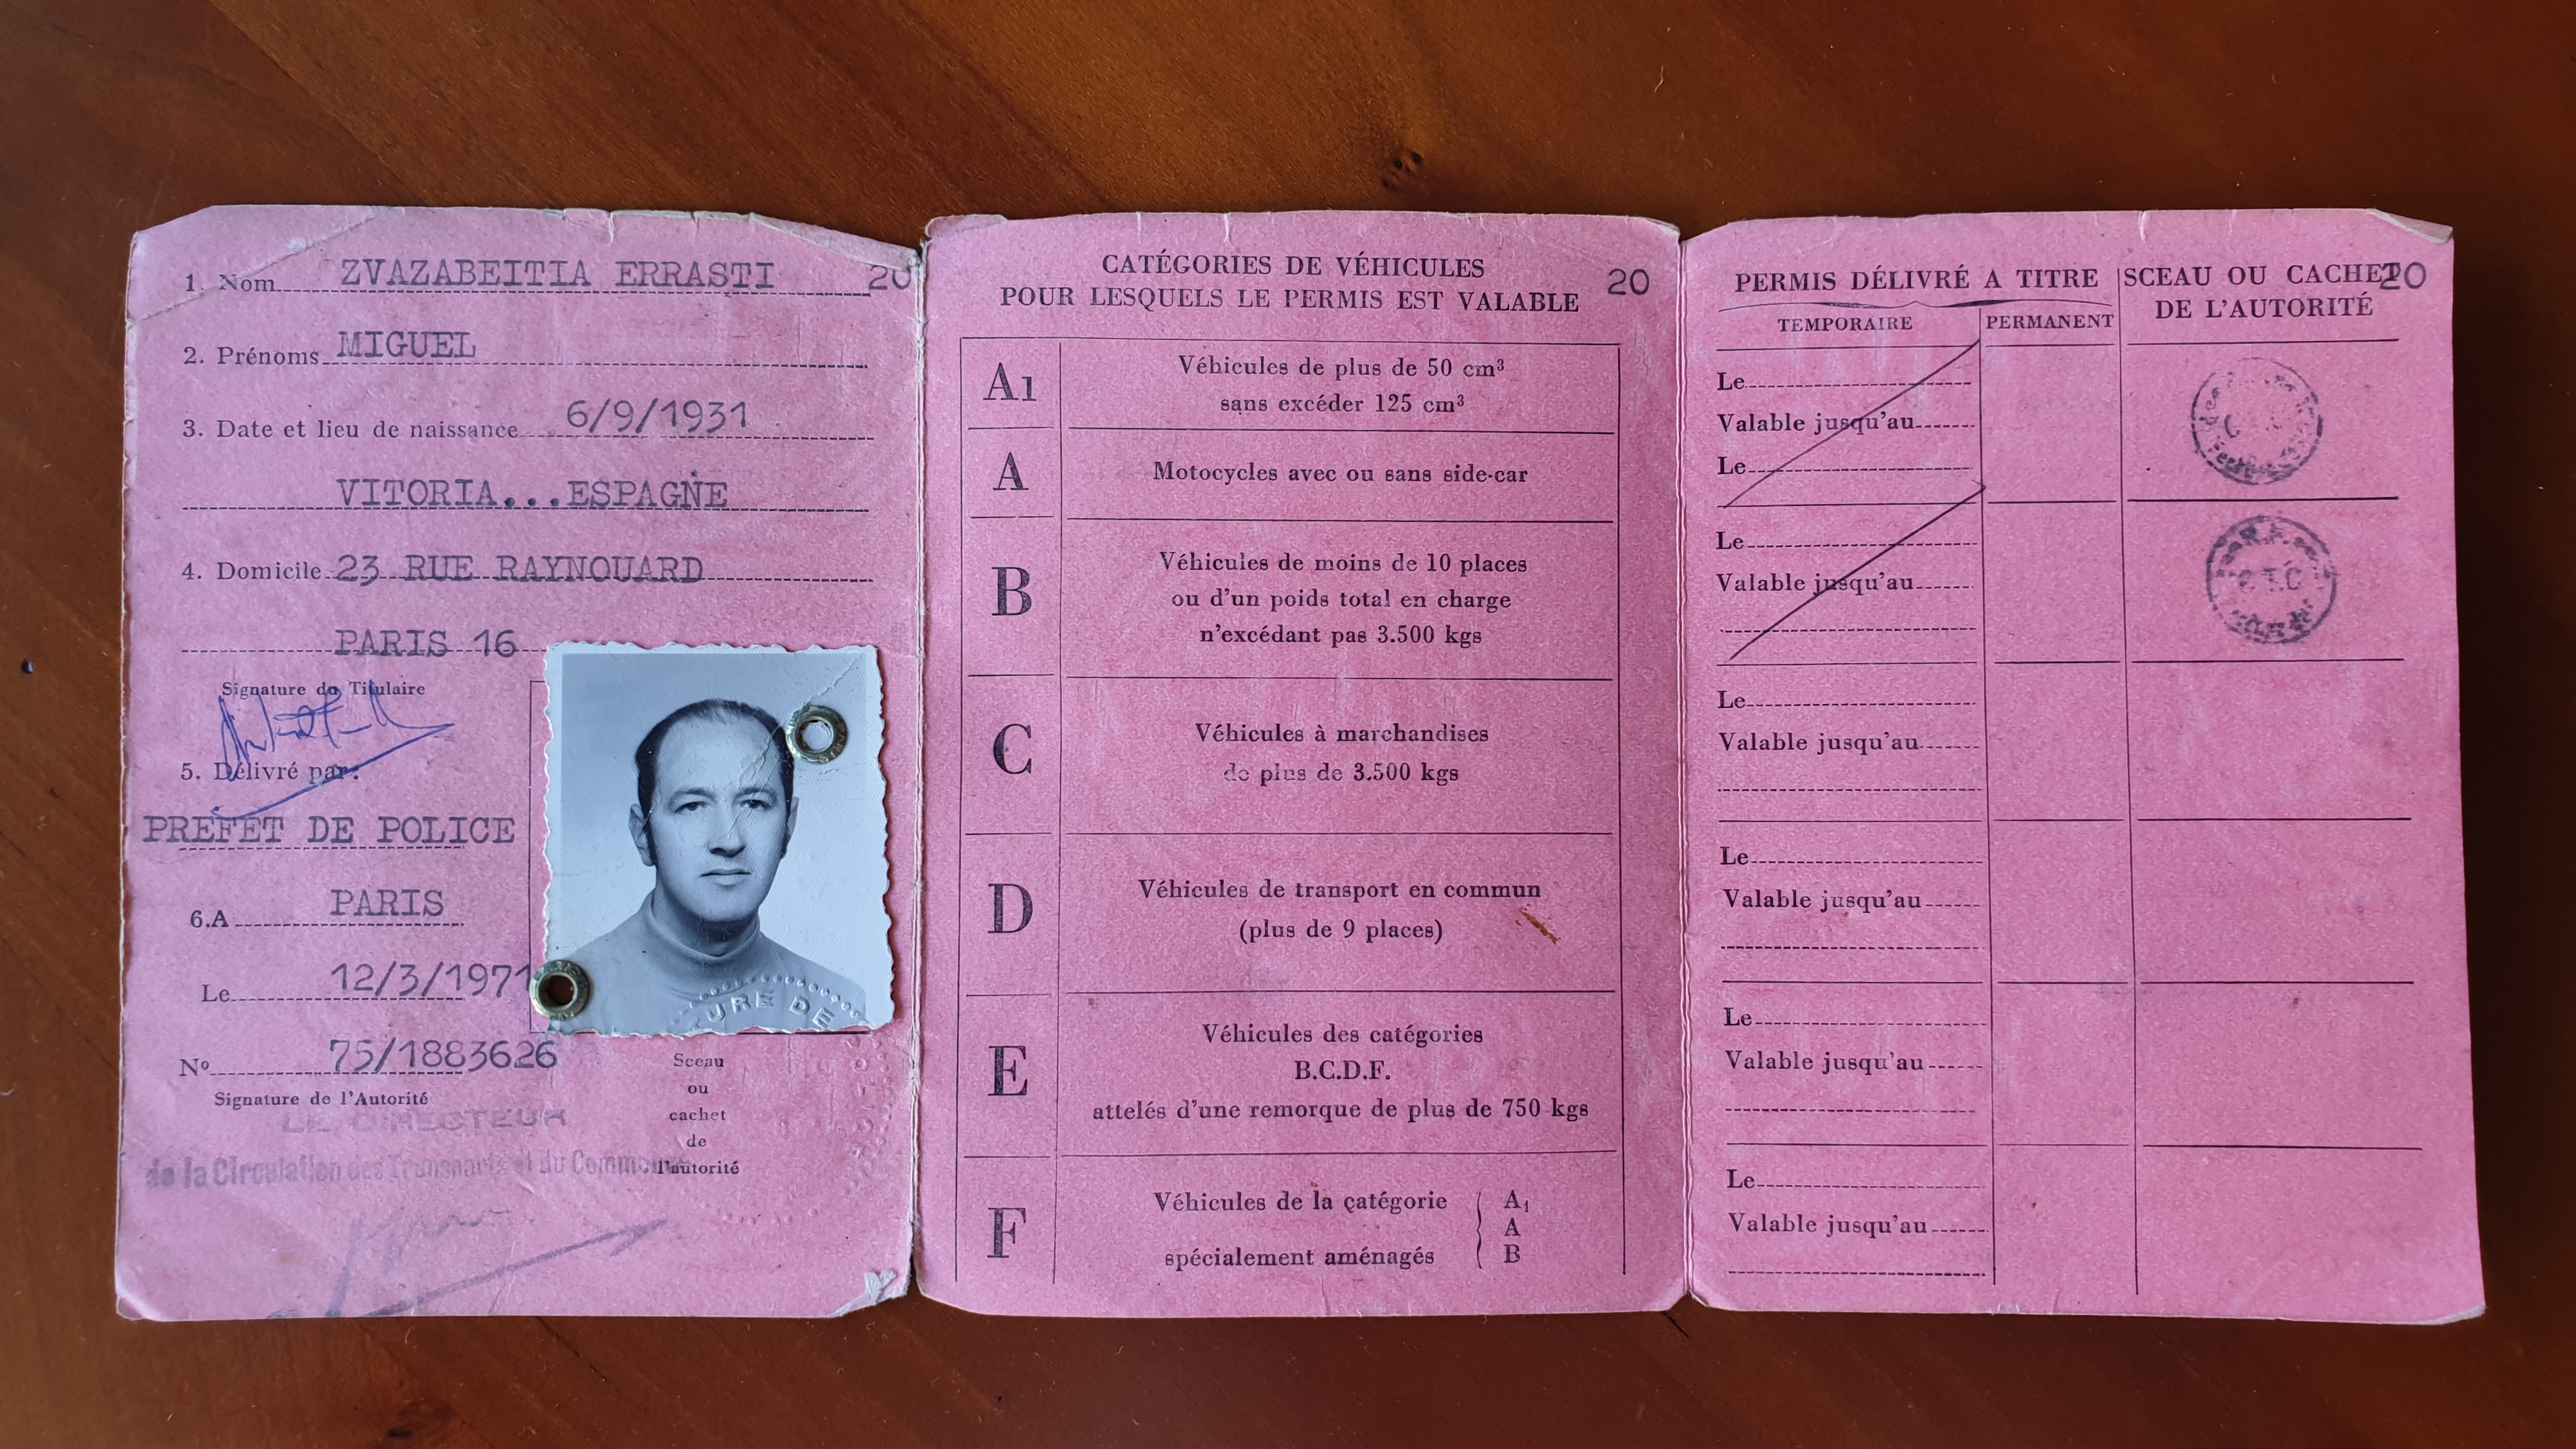 1. Nom ZVAZABEITIA ERRASTI 20
2. Prénoms MIGUEL
3. Date et lieu de naissance 6/9/1931
VITORIA...ESPAGNE
4. Domicile 23 RUE RAYNOUARD
PARIS 16
Signature du Titulaire
5. Délivré par:
PREFET DE POLICE
6.A PARIS
Le 12/3/1971
No 75/1883626
Signature de l'Autorité
LE DIRECTEUR
de la Circulation des Transports et du
Sceau
ou
cachet
de
l'autorité
URE DE
CATÉGORIES DE VÉHICULES
POUR LESQUELS LE PERMIS EST VALABLE
20
A1
Véhicules de plus de 50 cm³
sans excéder 125 cm³
A
Motocycles avec ou sans side-car
B
Véhicules de moins de 10 places
ou d'un poids total en charge
n'excédant pas 3.500 kgs
C
Véhicules à marchandises
de plus de 3.500 kgs
D
Véhicules de transport en commun
(plus de 9 places)
E
Véhicules des catégories
B.C.D.F.
attelés d'une remorque de plus de 750 kgs
F
Véhicules de la catégorie
spécialement aménagés
A1
A
B
PERMIS DÉLIVRÉ A TITRE
TEMPORAIRE
PERMANENT
SCEAU OU CACHET
DE L'AUTORITÉ
20
Le
Valable jusqu'au
Le
Le
Valable jusqu'au
Le
Valable jusqu'au
Le
Valable jusqu'au
Le
Valable jusqu'au
Le
Valable jusqu'au